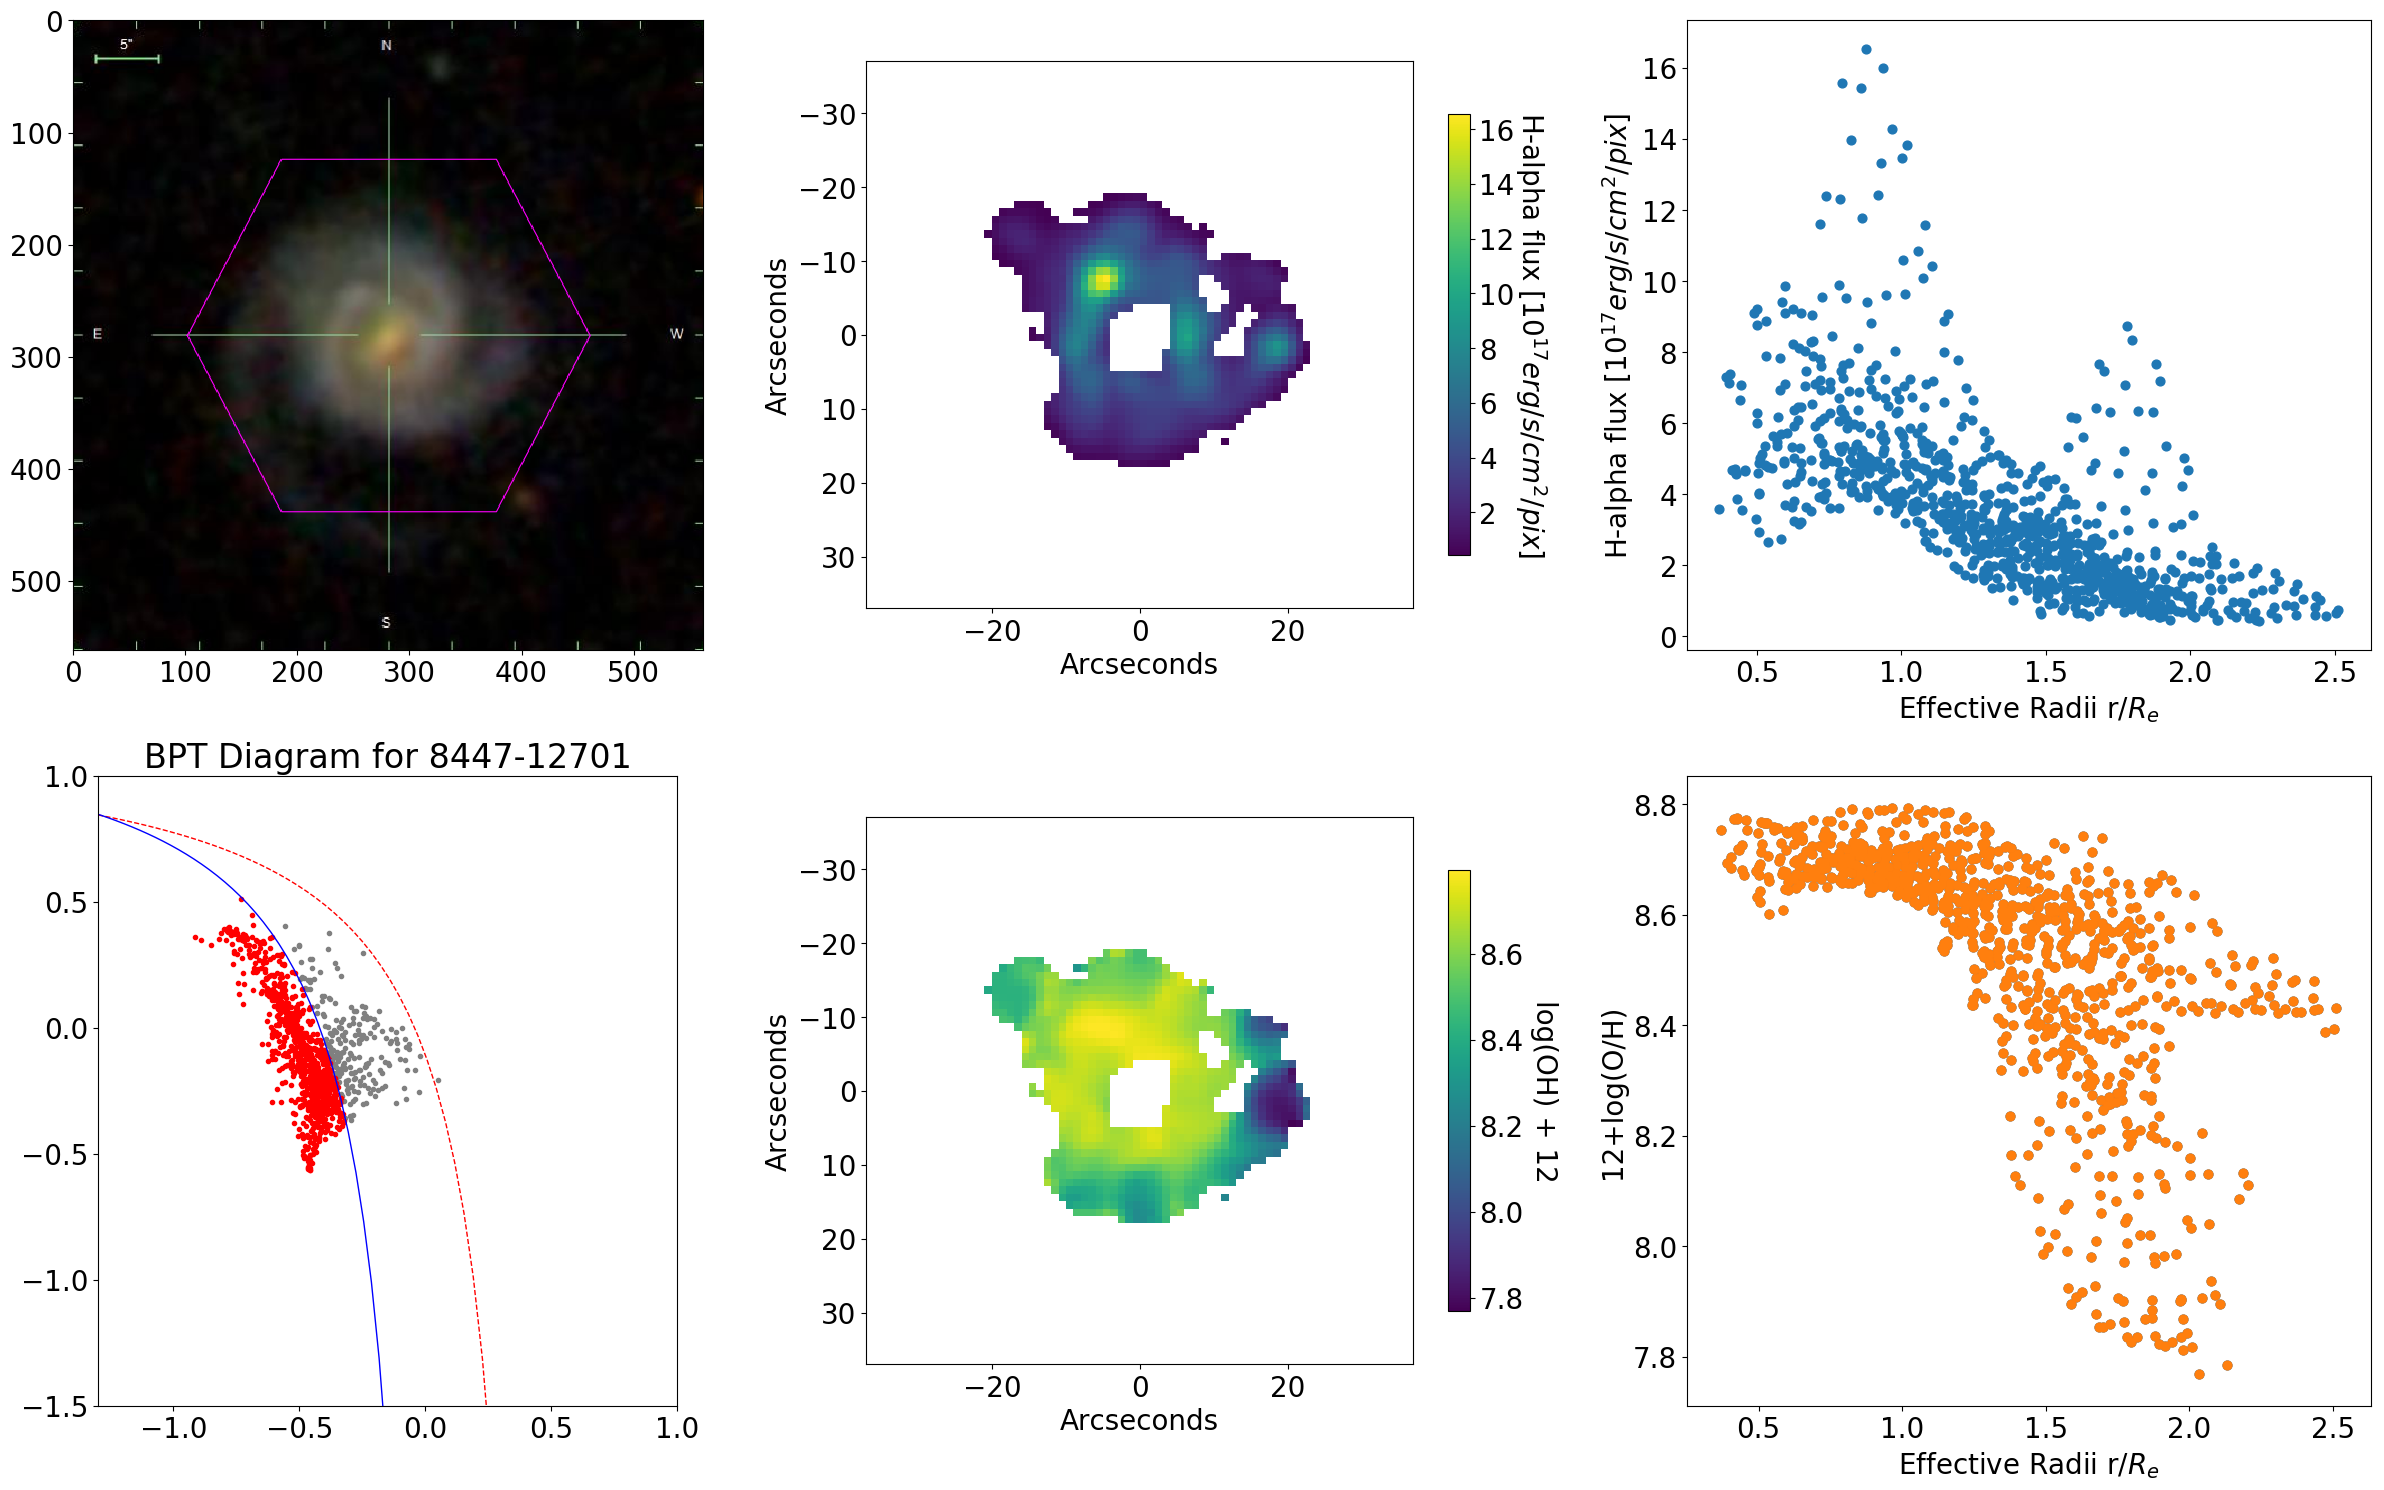 0
100
200
300
400
500
0 100 200 300 400 500
5"
N
E
W
S
−30
−20
−10
0
10
20
30
−20 0 20
Arcseconds
Arcseconds
16
14
12
10
8
6
4
2
H-alpha flux [10^17 erg/s/cm^2/pix]
16
14
12
10
8
6
4
2
0
0.5 1.0 1.5 2.0 2.5
H-alpha flux [10^17 erg/s/cm^2/pix]
Effective Radii r/R_e
BPT Diagram for 8447-12701
1.0
0.5
0.0
−0.5
−1.0
−1.5
−1.0 −0.5 0.0 0.5 1.0
−30
−20
−10
0
10
20
30
−20 0 20
Arcseconds
Arcseconds
8.6
8.4
8.2
8.0
7.8
log(OH) + 12
8.8
8.6
8.4
8.2
8.0
7.8
0.5 1.0 1.5 2.0 2.5
12+log(O/H)
Effective Radii r/R_e